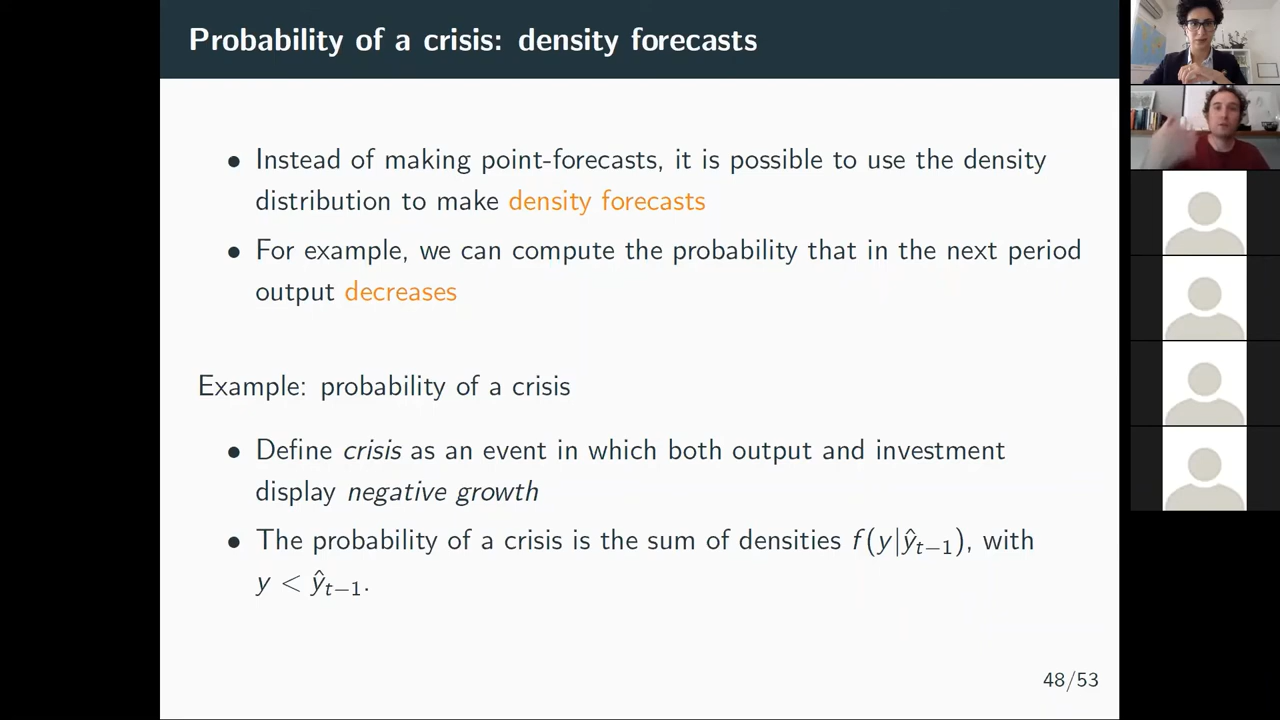 Probability of a crisis: density forecasts
• Instead of making point-forecasts, it is possible to use the density
distribution to make density forecasts
• For example, we can compute the probability that in the next period
output decreases
Example: probability of a crisis
• Define crisis as an event in which both output and investment
display negative growth
• The probability of a crisis is the sum of densities f(y|ŷₜ₋₁), with
y < ŷₜ₋₁.
48/53